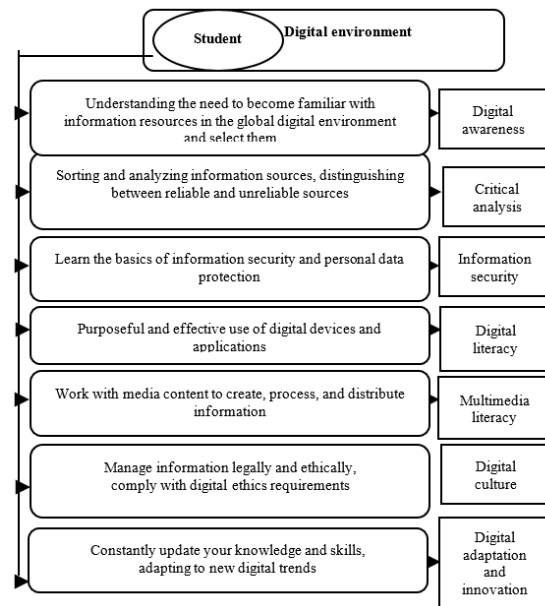 Student
Digital environment
Understanding the need to become familiar with
information resources in the global digital environment
and select them
Digital
awareness
Sorting and analyzing information sources, distinguishing
between reliable and unreliable sources
Critical
analysis
Learn the basics of information security and personal data
protection
Information
security
Purposeful and effective use of digital devices and
applications
Digital
literacy
Work with media content to create, process, and distribute
information
Multimedia
literacy
Manage information legally and ethically,
comply with digital ethics requirements
Digital
culture
Constantly update your knowledge and skills,
adapting to new digital trends
Digital
adaptation
and
innovation